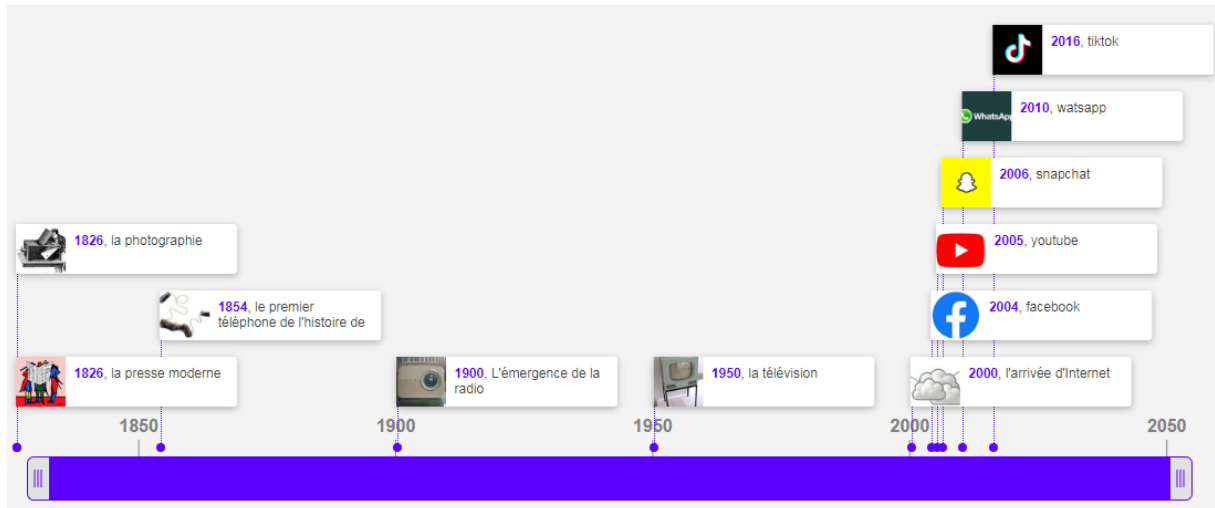 2016, tiktok
WhatsApp
2010, watsapp
2006, snapchat
1826, la photographie
2005, youtube
1854, le premier
téléphone de l'histoire de
2004, facebook
1826, la presse moderne
1900, L'émergence de la
radio
1950, la télévision
2000, l'arrivée d'Internet
1850
1900
1950
2000
2050